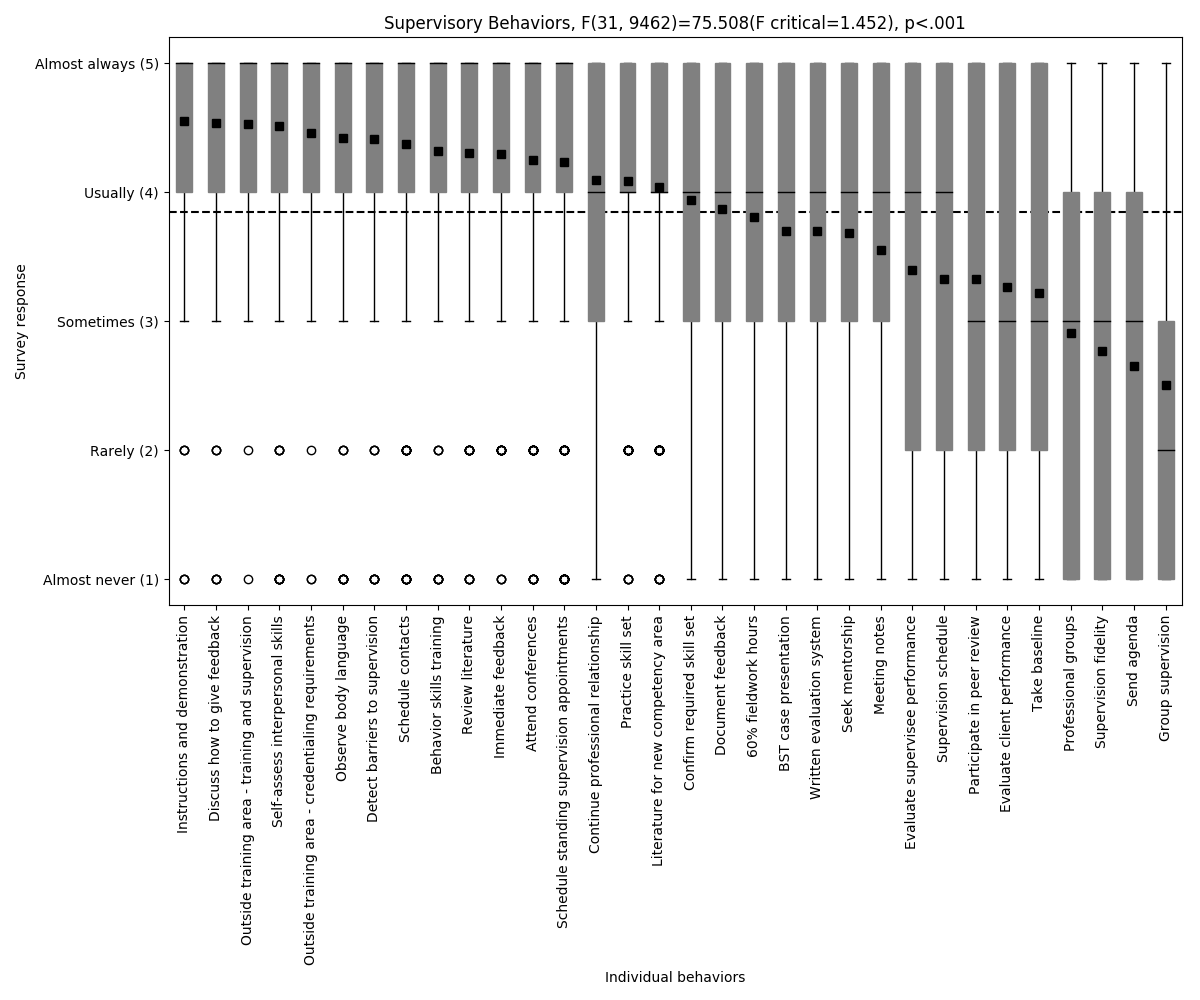 Supervisory Behaviors, F(31, 9462)=75.508(F critical=1.452), p<.001
Almost always (5)
Usually (4)
Sometimes (3)
Rarely (2)
Almost never (1)
Survey response
Instructions and demonstration
Discuss how to give feedback
Outside training area - training and supervision
Self-assess interpersonal skills
Outside training area - credentialing requirements
Observe body language
Detect barriers to supervision
Schedule contacts
Behavior skills training
Review literature
Immediate feedback
Attend conferences
Schedule standing supervision appointments
Continue professional relationship
Practice skill set
Literature for new competency area
Confirm required skill set
Document feedback
60% fieldwork hours
BST case presentation
Written evaluation system
Seek mentorship
Meeting notes
Evaluate supervisee performance
Supervision schedule
Participate in peer review
Evaluate client performance
Take baseline
Professional groups
Supervision fidelity
Send agenda
Group supervision
Individual behaviors